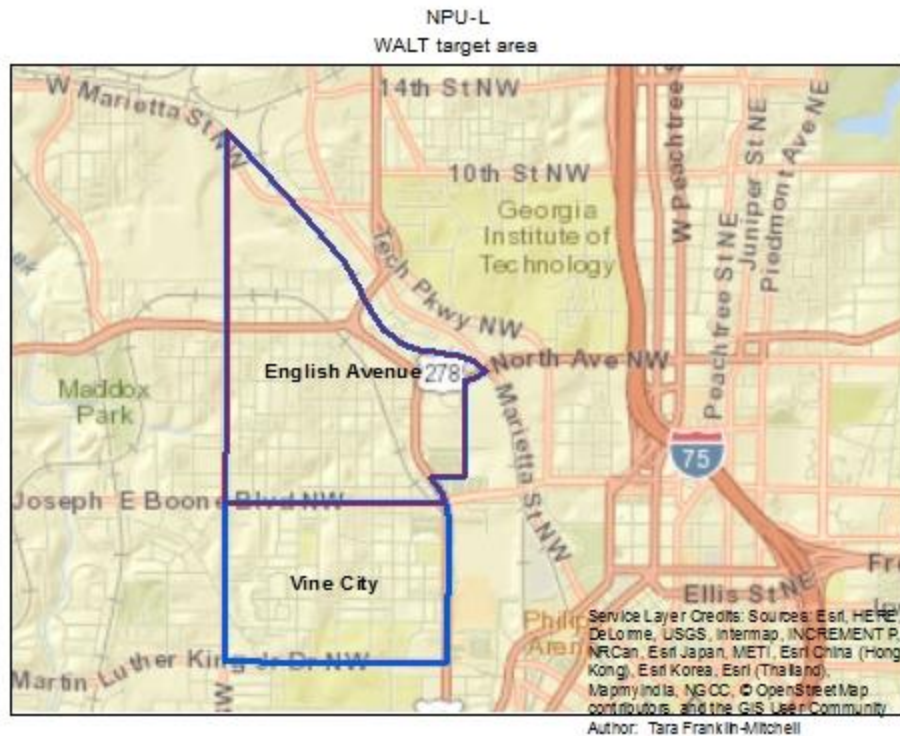 NPU-L
WALT target area
W Marietta St NW
14th St NW
10th St NW
Georgia
Institute of
Technology
W Peachtree S
Juniper St NE
Piedmont Ave NE
Peachtree St NE
Tech Pkwy NW
North Ave NW
English Avenue
278
Maddox
Park
Marietta St NW
75
Joseph E Boone Blvd NW
Vine City
Ellis St NE
Martin Luther King Jr Dr NW
NW
Service Layer Credits: Sources: Esri, HERE,
DeLorme, USGS, Intermap, INCREMENT P,
NRCan, Esri Japan, METI, Esri China (Hong
Kong), Esri Korea, Esri (Thailand),
MapmyIndia, NGCC, © OpenStreetMap
contributors, and the GIS User Community
Author: Tara Franklin-Mitchell